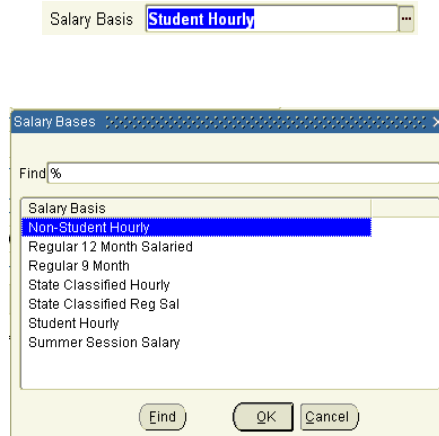 Salary Basis Student Hourly ...
Salary Bases ×
Find %
Salary Basis
Non-Student Hourly
Regular 12 Month Salaried
Regular 9 Month
State Classified Hourly
State Classified Reg Sal
Student Hourly
Summer Session Salary
Find OK Cancel